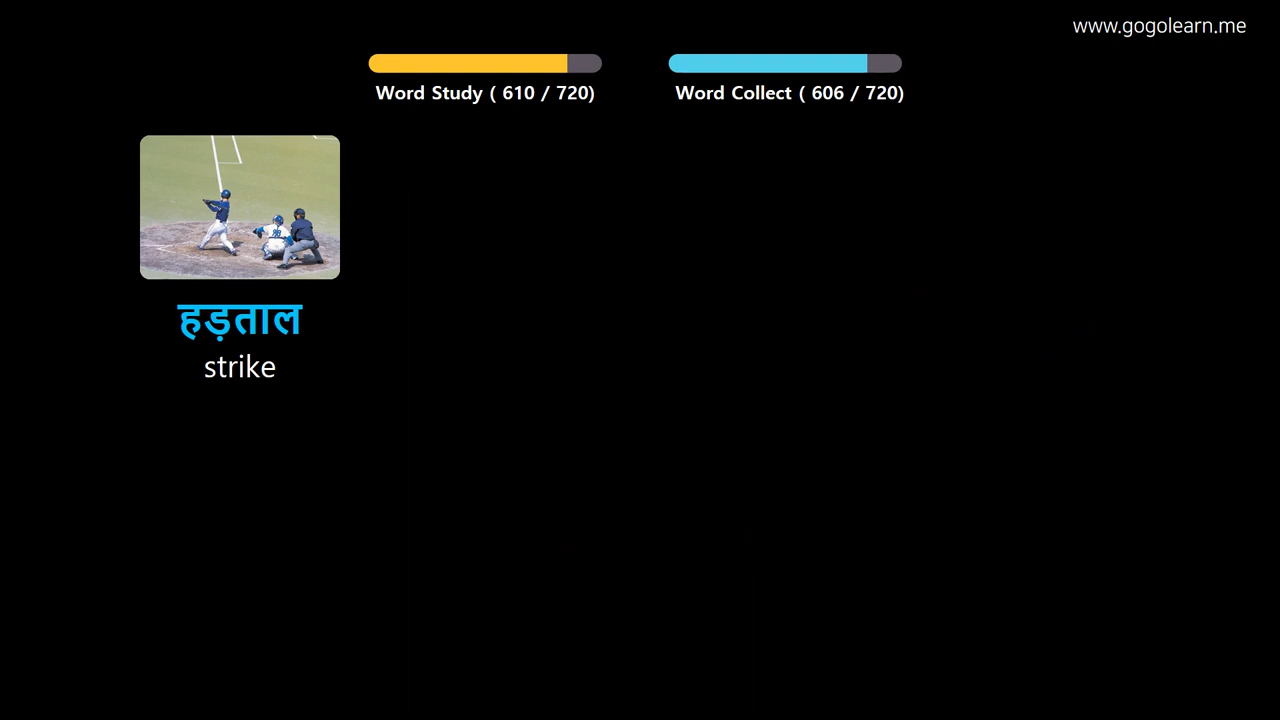 www.gogolearn.me
Word Study ( 610 / 720)
Word Collect ( 606 / 720)
हड़ताल
strike